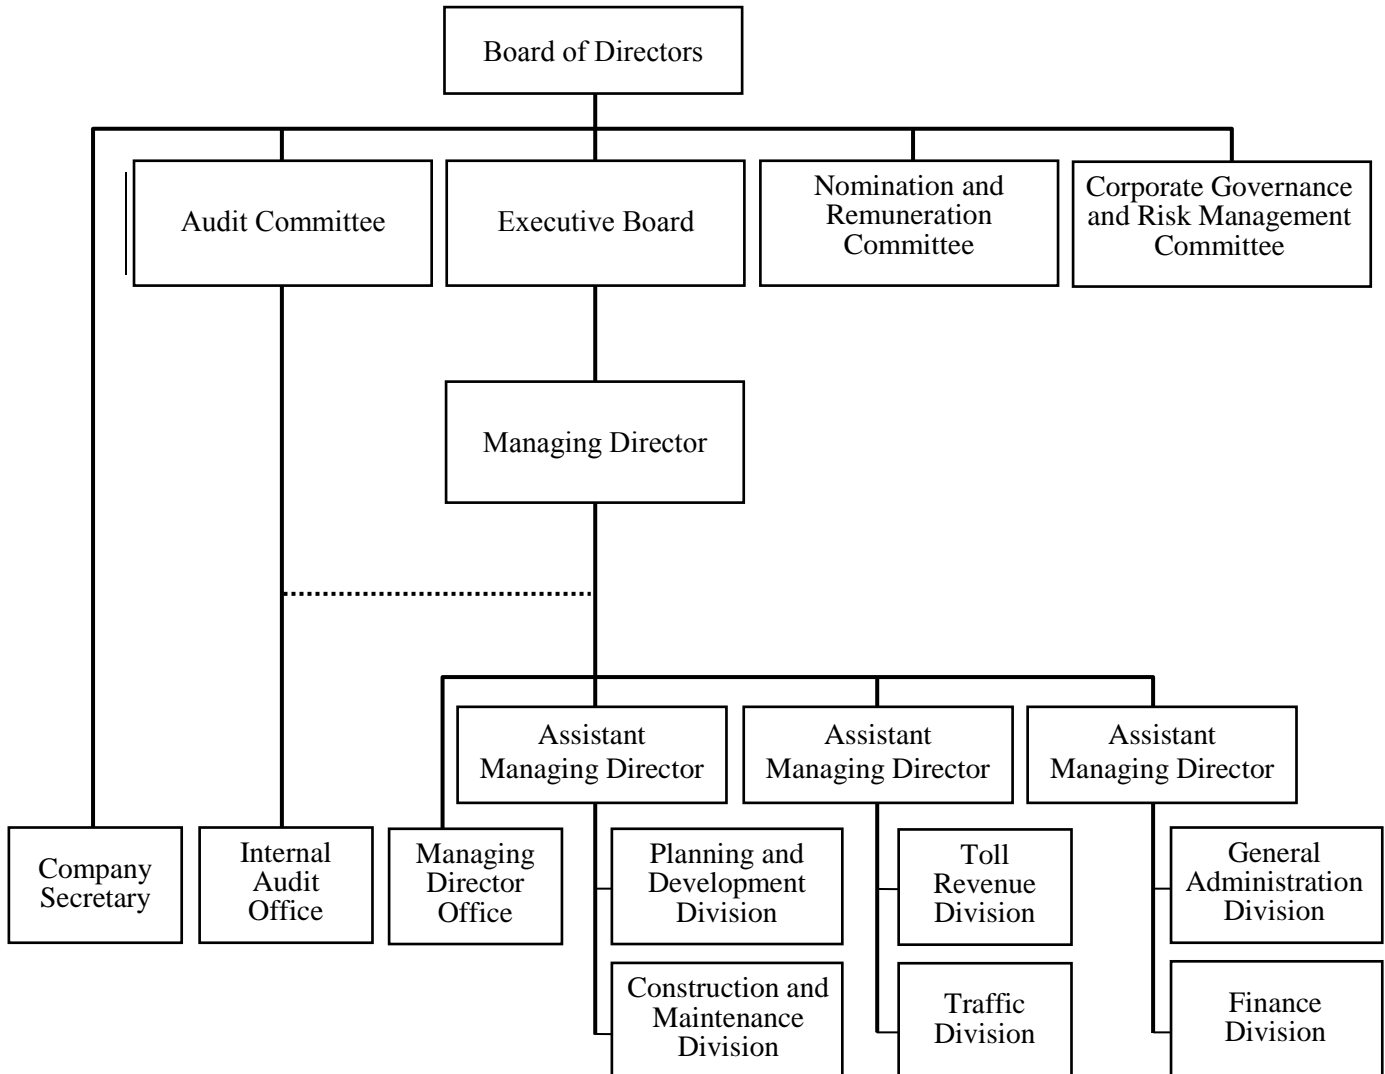 Board of Directors
Audit Committee
Executive Board
Nomination and
Remuneration
Committee
Corporate Governance
and Risk Management
Committee
Managing Director
Assistant
Managing Director
Assistant
Managing Director
Assistant
Managing Director
Company
Secretary
Internal
Audit
Office
Managing
Director
Office
Planning and
Development
Division
Toll
Revenue
Division
General
Administration
Division
Construction and
Maintenance
Division
Traffic
Division
Finance
Division